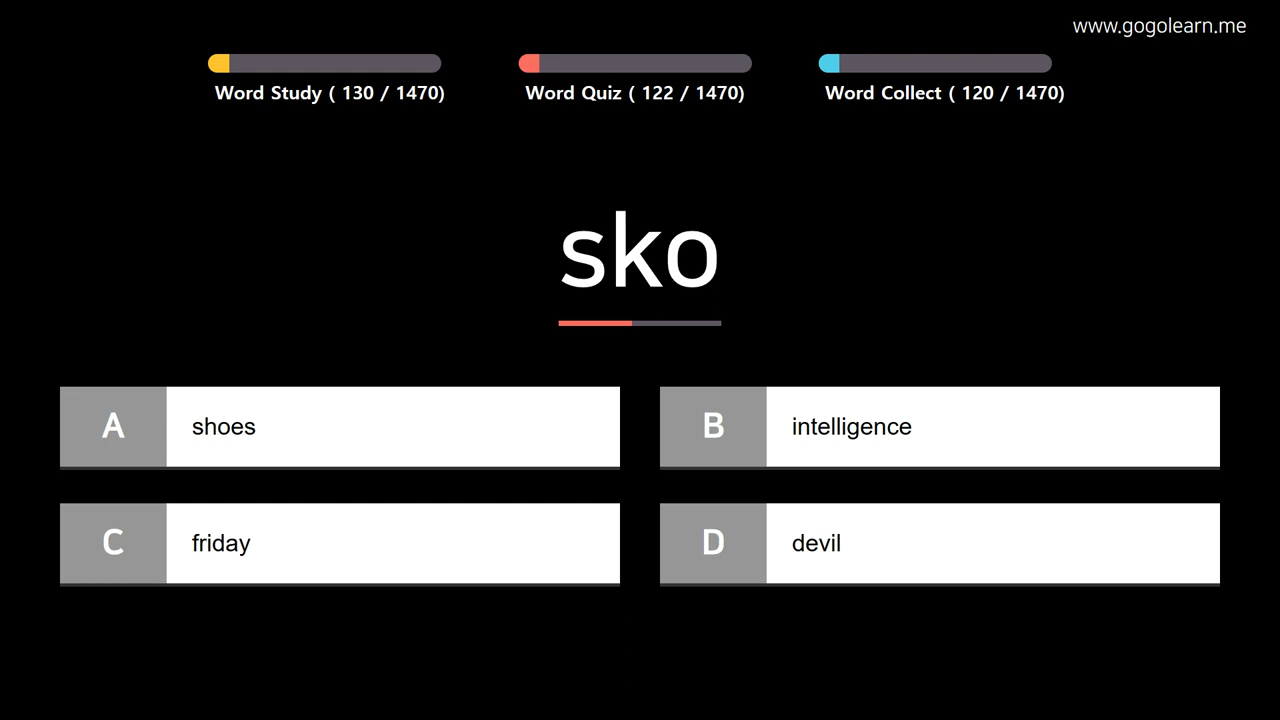 www.gogolearn.me
Word Study ( 130 / 1470)
Word Quiz ( 122 / 1470)
Word Collect ( 120 / 1470)
sko
A
shoes
B
intelligence
C
friday
D
devil